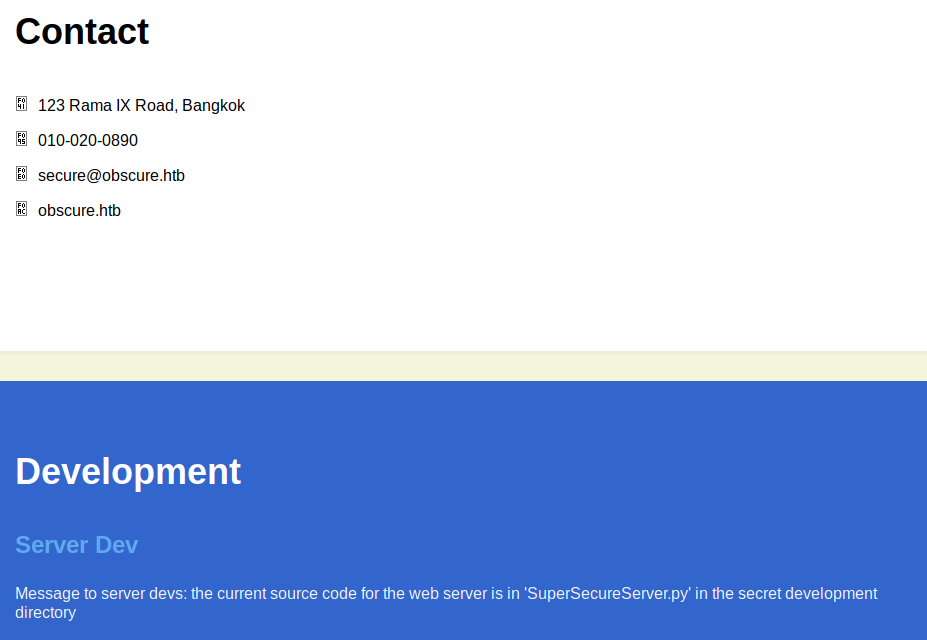 Contact
123 Rama IX Road, Bangkok
010-020-0890
secure@obscure.htb
obscure.htb
Development
Server Dev
Message to server devs: the current source code for the web server is in 'SuperSecureServer.py' in the secret development
directory